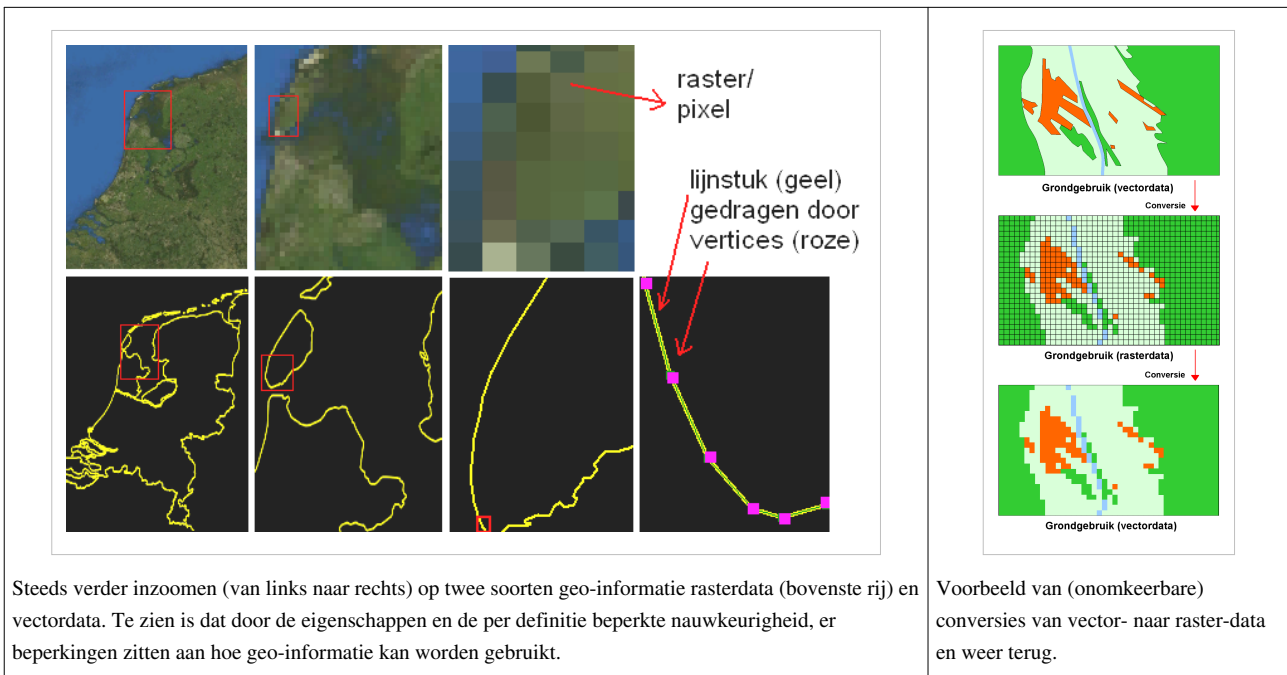 raster/
pixel
lijnstuk (geel)
gedragen door
vertices (roze)
Steeds verder inzoomen (van links naar rechts) op twee soorten geo-informatie rasterdata (bovenste rij) en
vectordata. Te zien is dat door de eigenschappen en de per definitie beperkte nauwkeurigheid, er
beperkingen zitten aan hoe geo-informatie kan worden gebruikt.
Grondgebruik (vectordata)
Conversie
Grondgebruik (rasterdata)
Conversie
Grondgebruik (vectordata)
Voorbeeld van (onomkeerbare)
conversies van vector- naar raster-data
en weer terug.